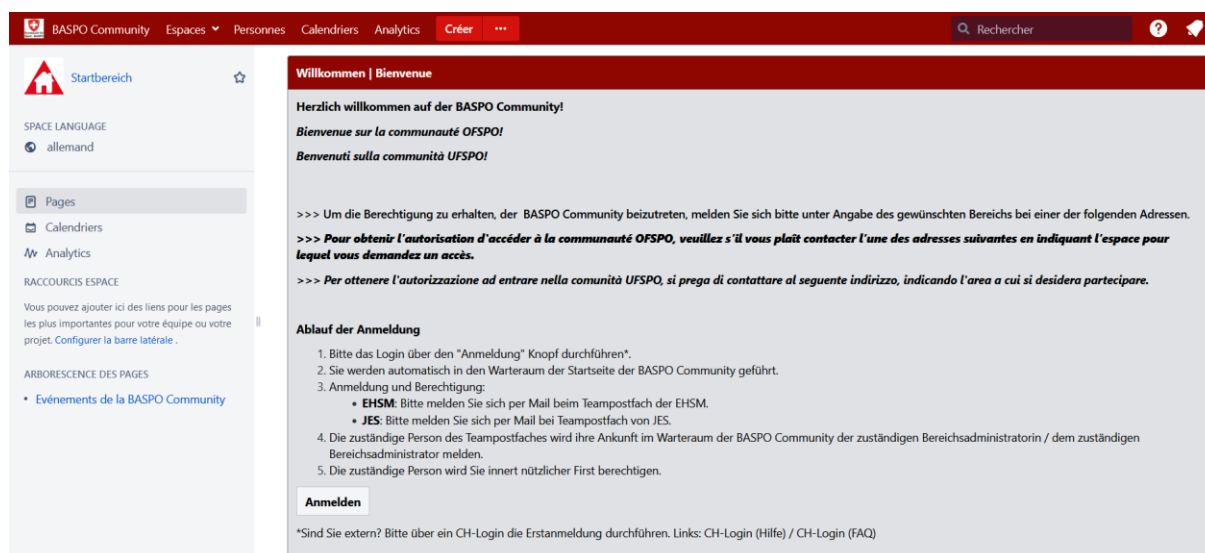 BASPO Community Espaces Personnes Calendriers Analytics Créer ··· Rechercher ?
Startbereich
SPACE LANGUAGE
allemand
Pages
Calendriers
Analytics
RACCOURCIS ESPACE
Vous pouvez ajouter ici des liens pour les pages
les plus importantes pour votre équipe ou votre
projet. Configurer la barre latérale .
ARBORESCENCE DES PAGES
• Evénements de la BASPO Community
Willkommen | Bienvenue
Herzlich willkommen auf der BASPO Community!
Bienvenue sur la communauté OFSPO!
Benvenuti sulla communità UFSPO!
>>> Um die Berechtigung zu erhalten, der BASPO Community beizutreten, melden Sie sich bitte unter Angabe des gewünschten Bereichs bei einer der folgenden Adressen.
>>> Pour obtenir l'autorisation d'accéder à la communauté OFSPO, veuillez s'il vous plaît contacter l'une des adresses suivantes en indiquant l'espace pour
lequel vous demandez un accès.
>>> Per ottenere l'autorizzazione ad entrare nella comunità UFSPO, si prega di contattare al seguente indirizzo, indicando l'area a cui si desidera partecipare.
Ablauf der Anmeldung
1. Bitte das Login über den "Anmeldung" Knopf durchführen*.
2. Sie werden automatisch in den Warteraum der Startseite der BASPO Community geführt.
3. Anmeldung und Berechtigung:
• EHSM: Bitte melden Sie sich per Mail beim Teampostfach der EHSM.
• JES: Bitte melden Sie sich per Mail bei Teampostfach von JES.
4. Die zuständige Person des Teampostfaches wird ihre Ankunft im Warteraum der BASPO Community der zuständigen Bereichsadministratorin / dem zuständigen
Bereichsadministrator melden.
5. Die zuständige Person wird Sie innert nützlicher First berechtigen.
Anmelden
*Sind Sie extern? Bitte über ein CH-Login die Erstanmeldung durchführen. Links: CH-Login (Hilfe) / CH-Login (FAQ)